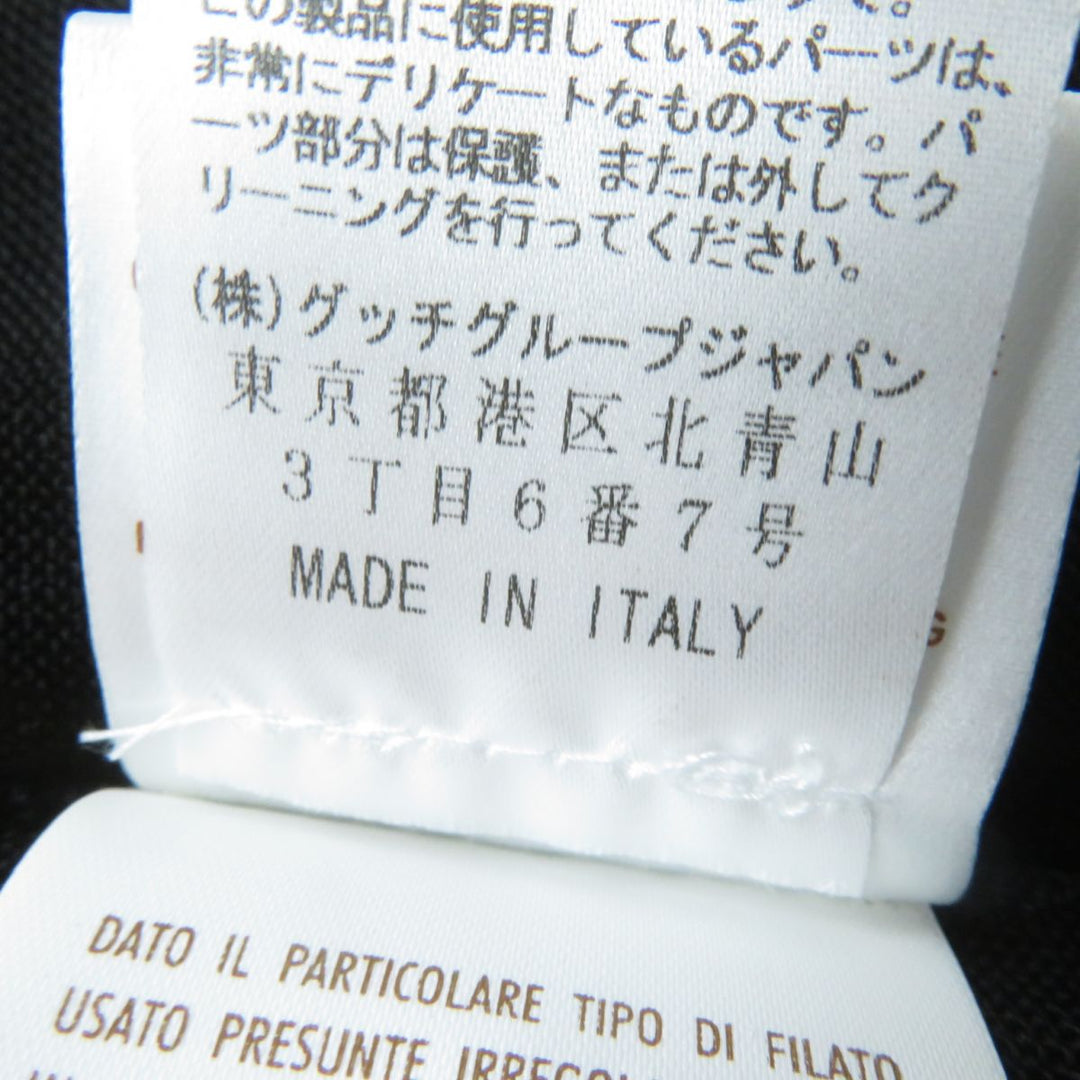 この製品に使用しているパーツは、
非常にデリケートなものです。パ
ーツ部分は保護、または外してク
リーニングを行ってください。
(株)グッチグループジャパン
東京都港区北青山
3丁目6番7号
MADE IN ITALY
G
DATO IL PARTICOLARE TIPO DI FILATO
USATO PRESUNTE